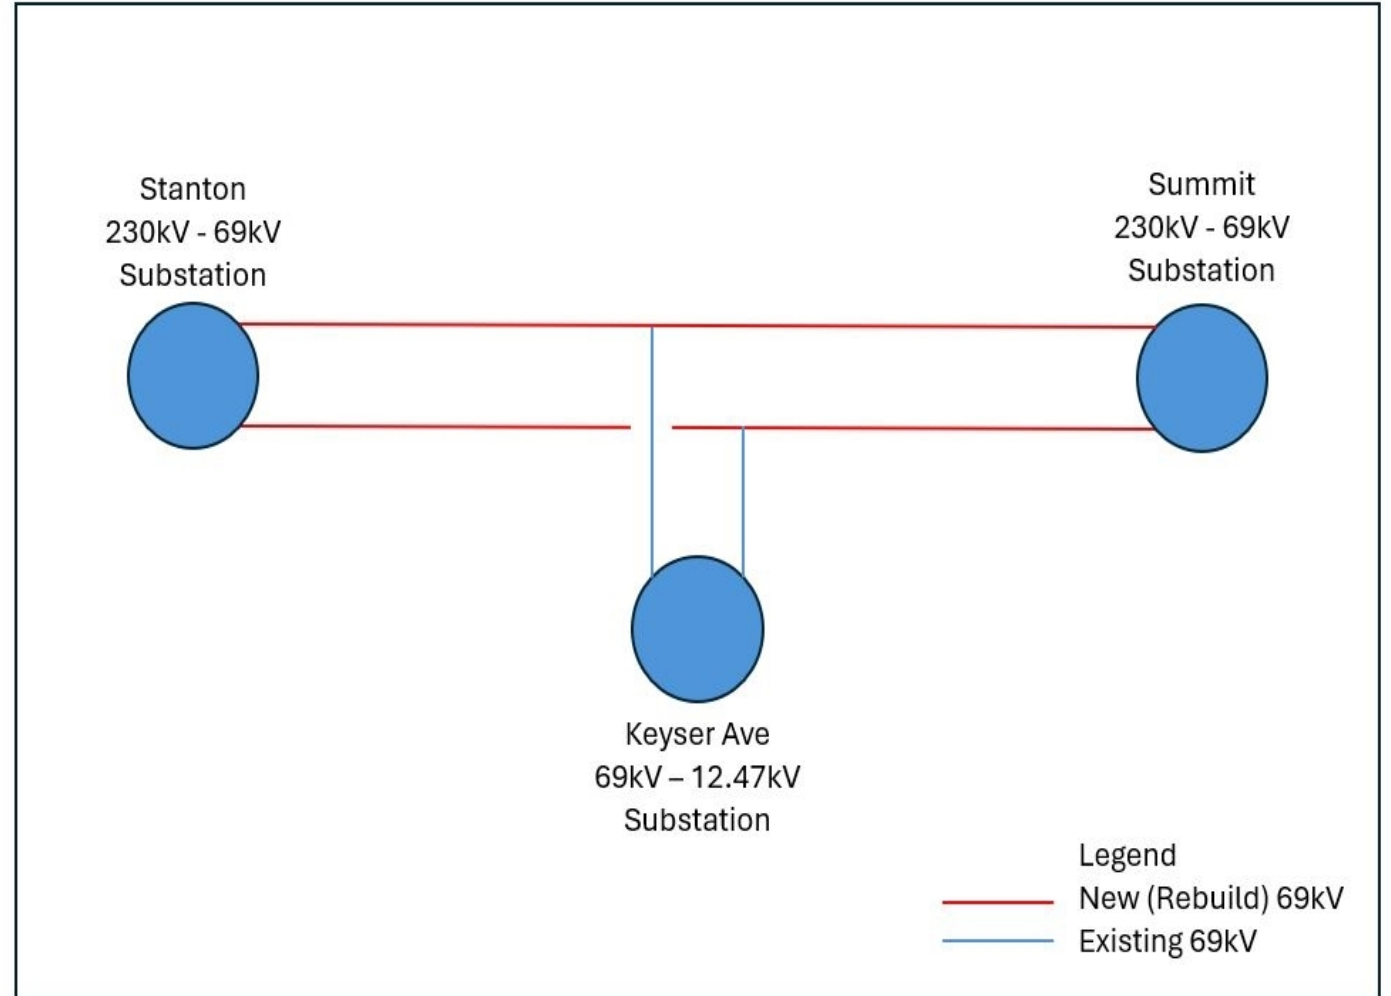 Stanton
230kV - 69kV
Substation
Summit
230kV - 69kV
Substation
Keyser Ave
69kV – 12.47kV
Substation
Legend
New (Rebuild) 69kV
Existing 69kV